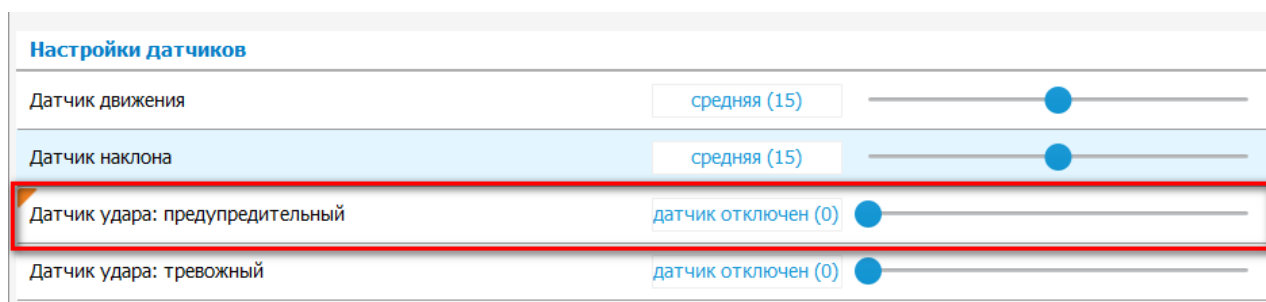 Настройки датчиков
Датчик движения средняя (15)
Датчик наклона средняя (15)
Датчик удара: предупредительный датчик отключен (0)
Датчик удара: тревожный датчик отключен (0)